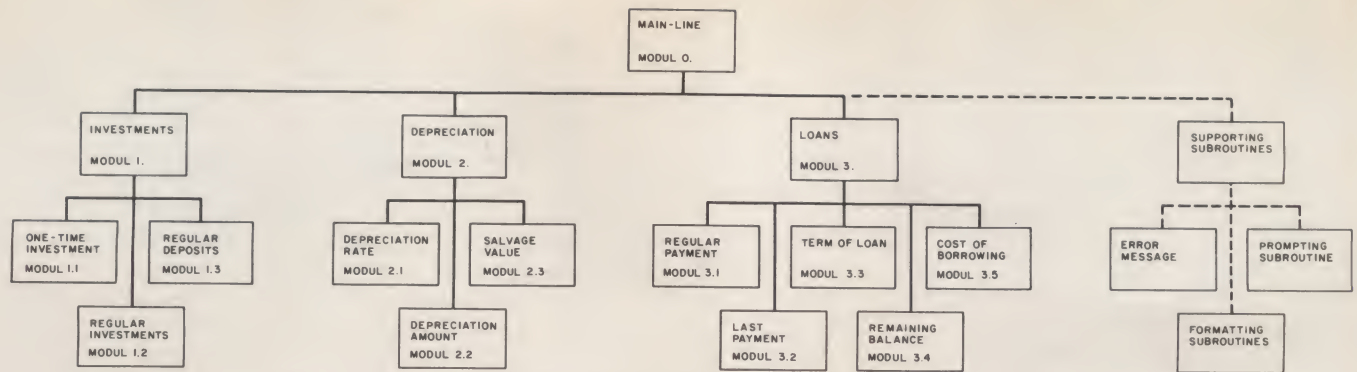 MAIN-LINE
MODUL 0.
INVESTMENTS
MODUL 1.
DEPRECIATION
MODUL 2.
LOANS
MODUL 3.
SUPPORTING
SUBROUTINES
ONE-TIME
INVESTMENT
MODUL 1.1
REGULAR
DEPOSITS
MODUL 1.3
DEPRECIATION
RATE
MODUL 2.1
SALVAGE
VALUE
MODUL 2.3
REGULAR
PAYMENT
MODUL 3.1
TERM OF LOAN
MODUL 3.3
COST OF
BORROWING
MODUL 3.5
ERROR
MESSAGE
PROMPTING
SUBROUTINE
REGULAR
INVESTMENTS
MODUL 1.2
DEPRECIATION
AMOUNT
MODUL 2.2
LAST
PAYMENT
MODUL 3.2
REMAINING
BALANCE
MODUL 3.4
FORMATTING
SUBROUTINES